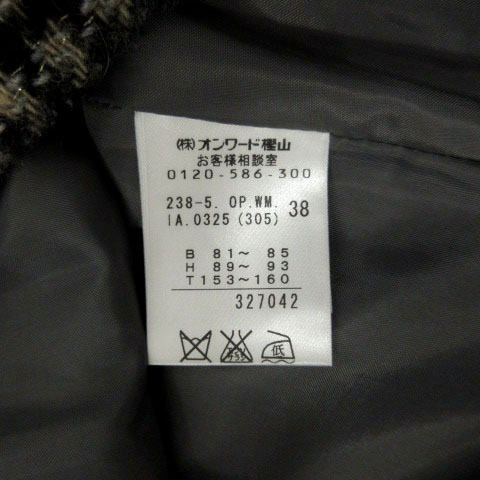 (株)オンワード樫山
お客様相談室
0120-586-300
238-5. OP.WM. 38
IA.0325 (305)
B 81~ 85
H 89~ 93
T 153~160
327042
低